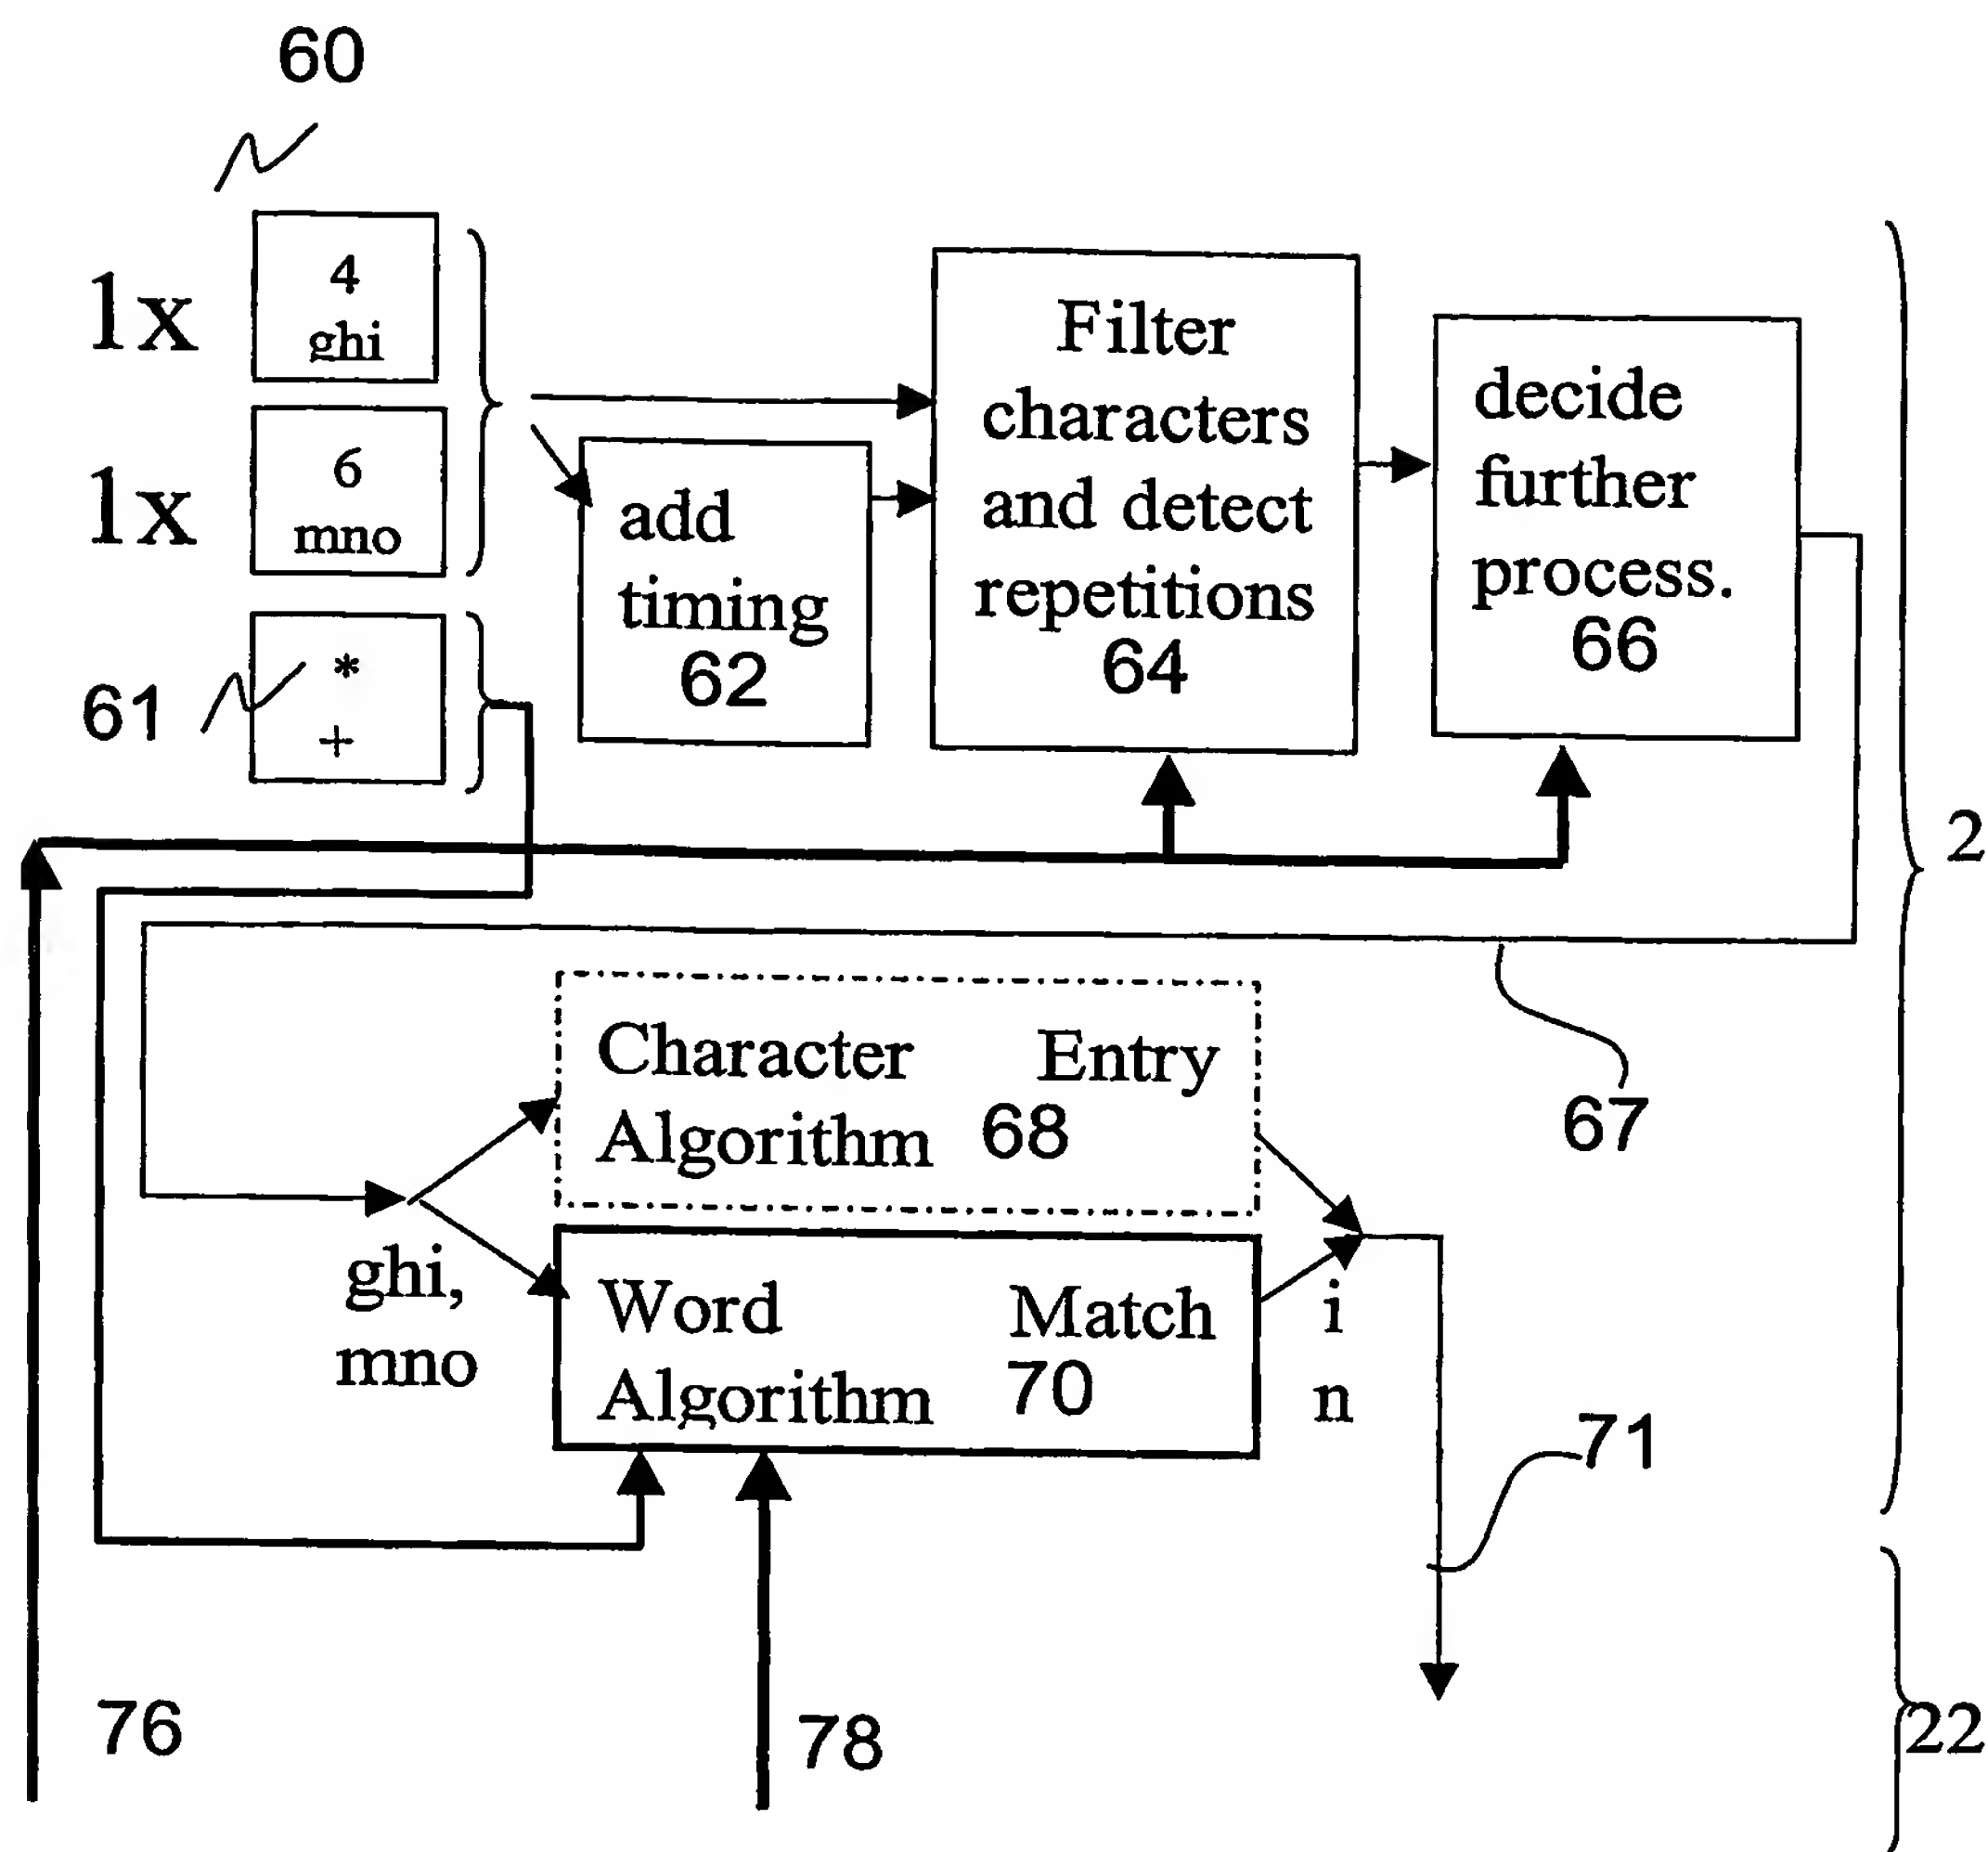 60
1x
4
ghi
1x
6
mno
61
*
+
add
timing
62
Filter
characters
and detect
repetitions
64
decide
further
process.
66
2
67
Character Entry
Algorithm 68
ghi,
mno
Word Match
Algorithm 70
i
n
71
76
78
22